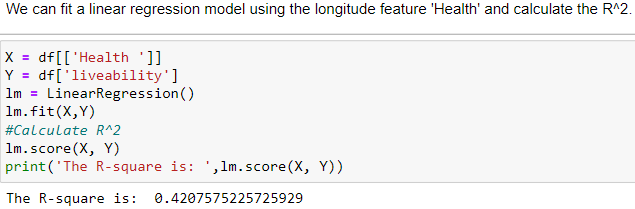 We can fit a linear regression model using the longitude feature 'Health' and calculate the R^2.
X = df[['Health ']]
Y = df['liveability']
lm = LinearRegression()
lm.fit(X,Y)
#Calculate R^2
lm.score(X, Y)
print('The R-square is: ',lm.score(X, Y))
The R-square is:  0.4207575225725929